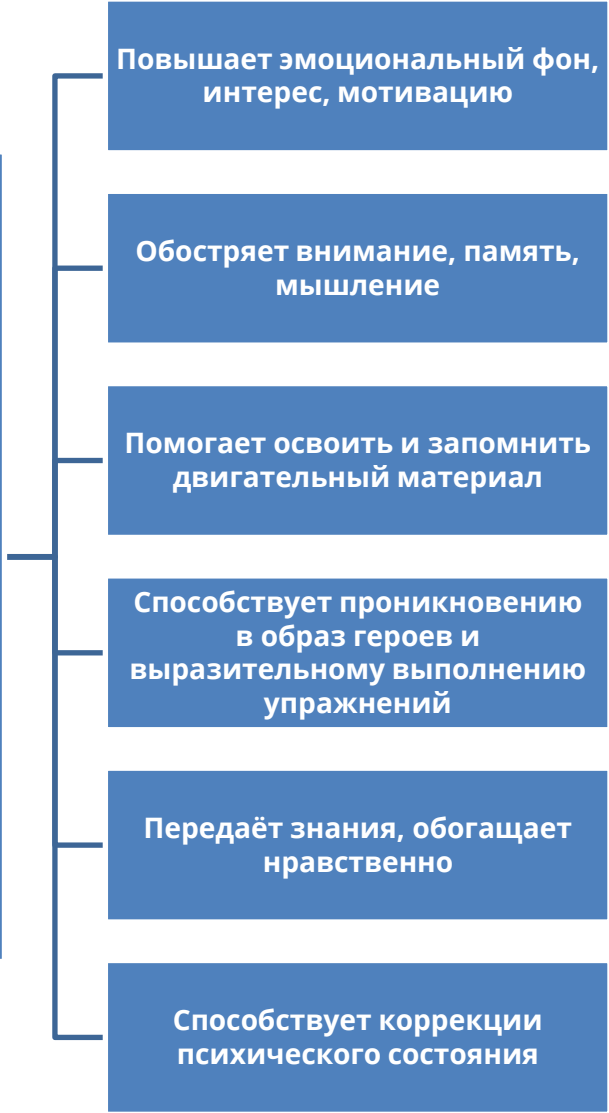 Повышает эмоциональный фон,
интерес, мотивацию
Обостряет внимание, память,
мышление
Помогает освоить и запомнить
двигательный материал
Способствует проникновению
в образ героев и
выразительному выполнению
упражнений
Передаёт знания, обогащает
нравственно
Способствует коррекции
психического состояния